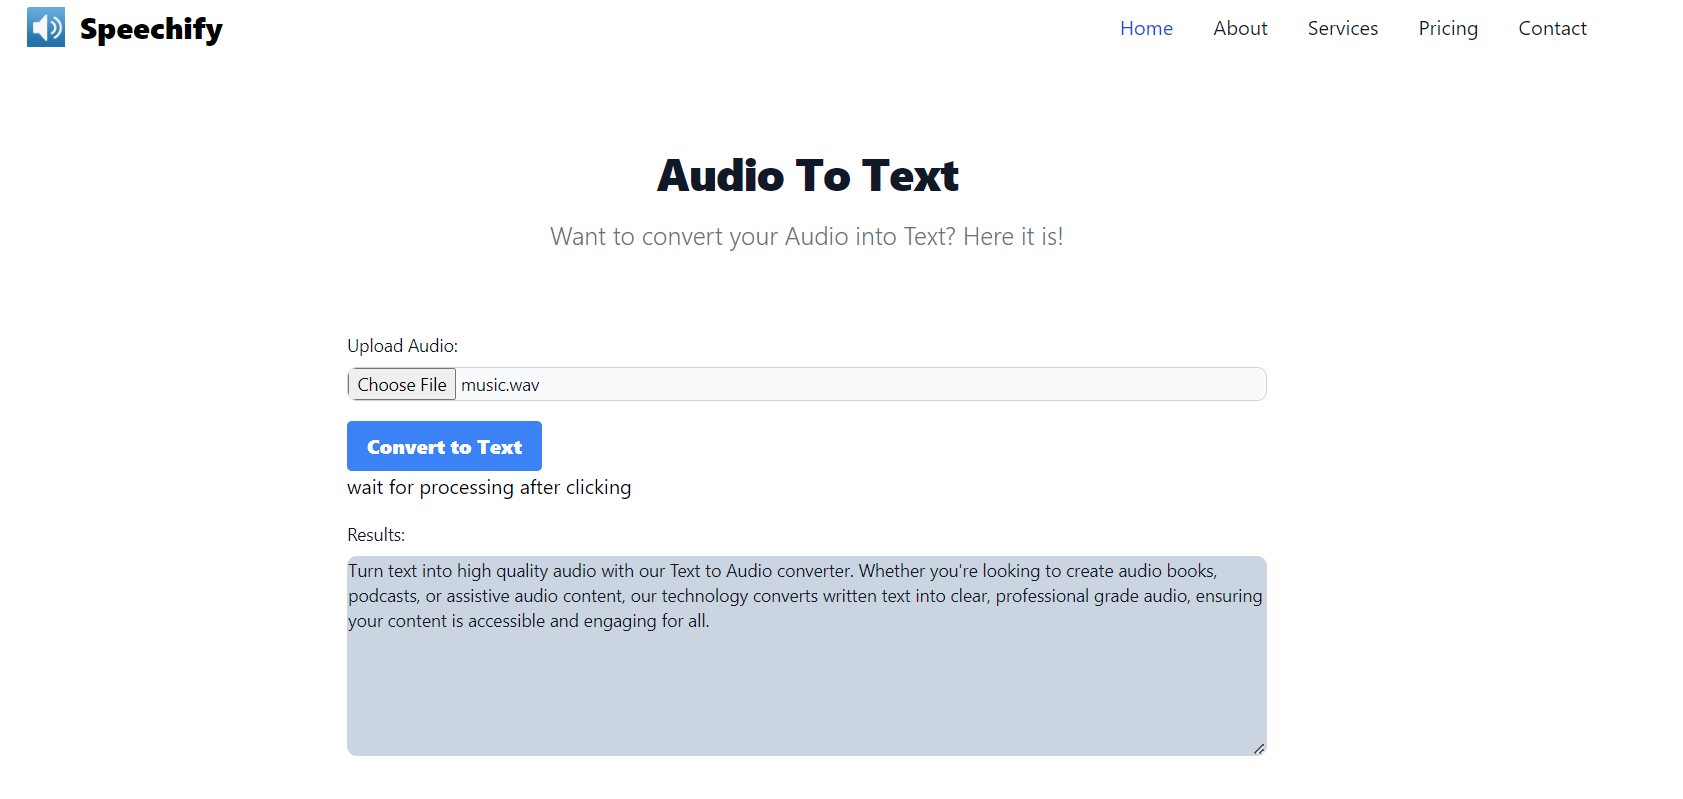 Speechify
Home About Services Pricing Contact
Audio To Text
Want to convert your Audio into Text? Here it is!
Upload Audio:
Choose File music.wav
Convert to Text
wait for processing after clicking
Results:
Turn text into high quality audio with our Text to Audio converter. Whether you're looking to create audio books,
podcasts, or assistive audio content, our technology converts written text into clear, professional grade audio, ensuring
your content is accessible and engaging for all.